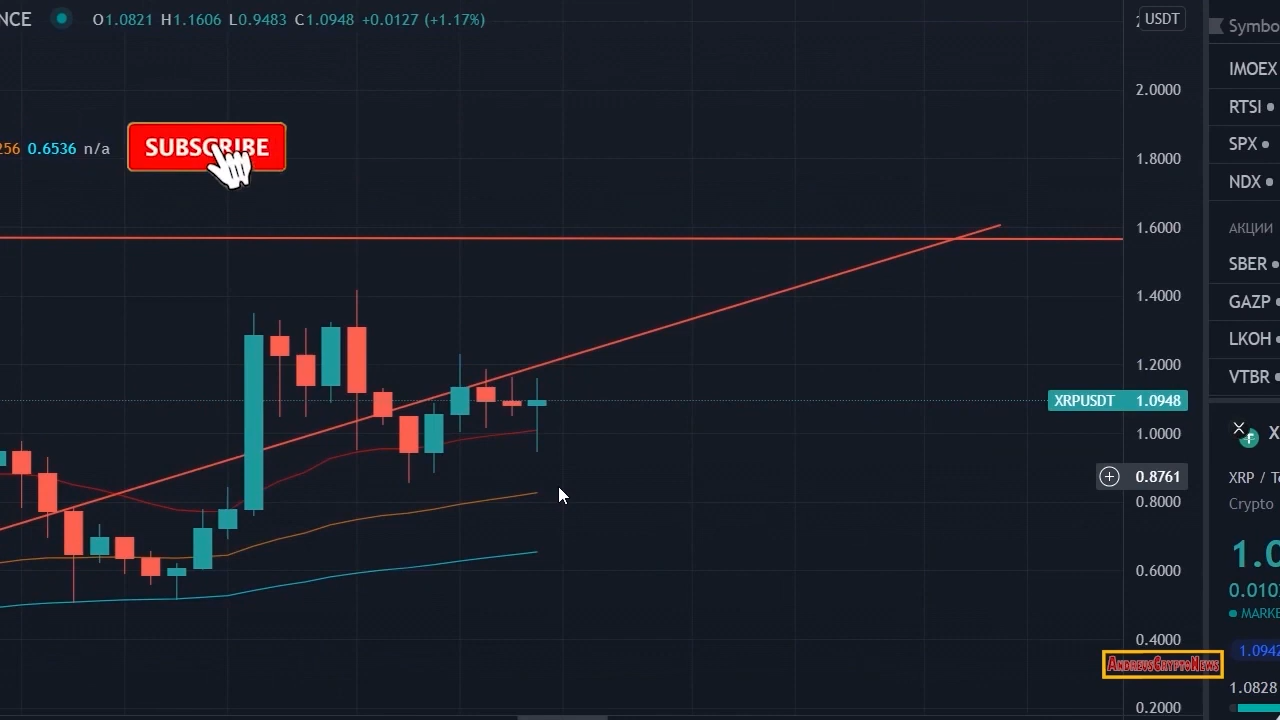 NCE O1.0821 H1.1606 L0.9483 C1.0948 +0.0127 (+1.17%)
256 0.6536 n/a
SUBSCRIBE
USDT
2.0000
1.8000
1.6000
1.4000
1.2000
XRPUSDT 1.0948
1.0000
0.8761
0.8000
0.6000
0.4000
ANDREVSCRYPTONEWS
0.2000
Symbo
IMOEX
RTSI
SPX
NDX
АКЦИИ
SBER
GAZP
LKOH
VTBR
X
XRP / Te
Crypto
1.0
0.010
MARKE
1.0942
1.0828